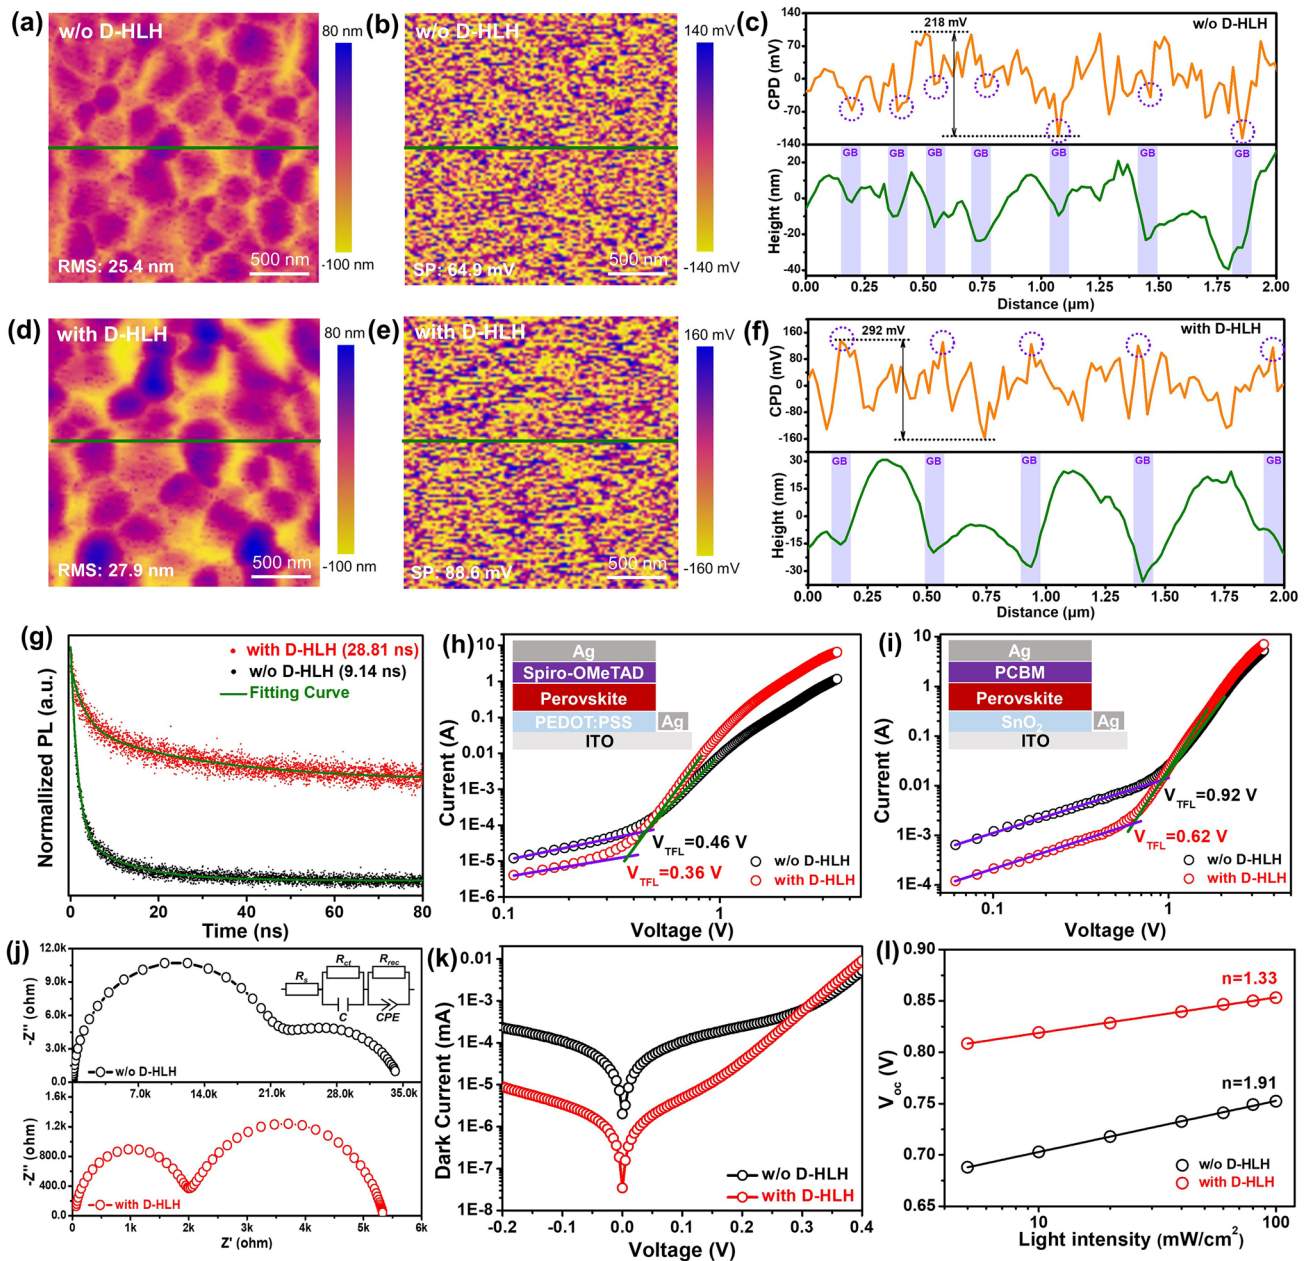 (a)
w/o D-HLH
RMS: 25.4 nm
500 nm
80 nm
-100 nm
(b)
w/o D-HLH
SP: 64.9 mV
500 nm
140 mV
-140 mV
(c)
w/o D-HLH
218 mV
CPD (mV)
140
70
0
-70
-140
GB GB GB GB GB GB GB
Height (nm)
20
0
-20
-40
0.00 0.25 0.50 0.75 1.00 1.25 1.50 1.75 2.00
Distance (μm)
(d)
with D-HLH
RMS: 27.9 nm
500 nm
80 nm
-100 nm
(e)
with D-HLH
SP: 88.6 mV
500 nm
160 mV
-160 mV
(f)
with D-HLH
292 mV
CPD (mV)
160
80
0
-80
-160
GB GB GB GB GB
Height (nm)
30
15
0
-15
-30
0.00 0.25 0.50 0.75 1.00 1.25 1.50 1.75 2.00
Distance (μm)
(g)
with D-HLH (28.81 ns)
w/o D-HLH (9.14 ns)
Fitting Curve
Normallized PL (a.u.)
0 20 40 60 80
Time (ns)
(h)
Ag
Spiro-OMeTAD
Perovskite
PEDOT:PSS
Ag
ITO
Current (A)
10
1
0.1
0.01
1E-3
1E-4
1E-5
1E-6
V_TFL=0.46 V
V_TFL=0.36 V
w/o D-HLH
with D-HLH
0.1 1
Voltage (V)
(i)
Ag
PCBM
Perovskite
SnO₂
Ag
ITO
Current (A)
10
1
0.1
0.01
1E-3
1E-4
V_TFL=0.92 V
V_TFL=0.62 V
w/o D-HLH
with D-HLH
0.1 1
Voltage (V)
(j)
-Z'' (ohm)
12.0k
9.0k
6.0k
3.0k
0.0
R_s
R_ct
R_rec
C
CPE
w/o D-HLH
7.0k 14.0k 21.0k 28.0k 35.0k
-Z'' (ohm)
1.6k
1.2k
800.0
400.0
0.0
with D-HLH
0 1k 2k 3k 4k 5k 6k
Z' (ohm)
(k)
Dark Current (mA)
0.01
1E-3
1E-4
1E-5
1E-6
1E-7
1E-8
w/o D-HLH
with D-HLH
-0.2 -0.1 0.0 0.1 0.2 0.3 0.4
Voltage (V)
(l)
V_oc (V)
0.90
0.85
0.80
0.75
0.70
0.65
n=1.33
n=1.91
w/o D-HLH
with D-HLH
10 100
Light intensity (mW/cm²)